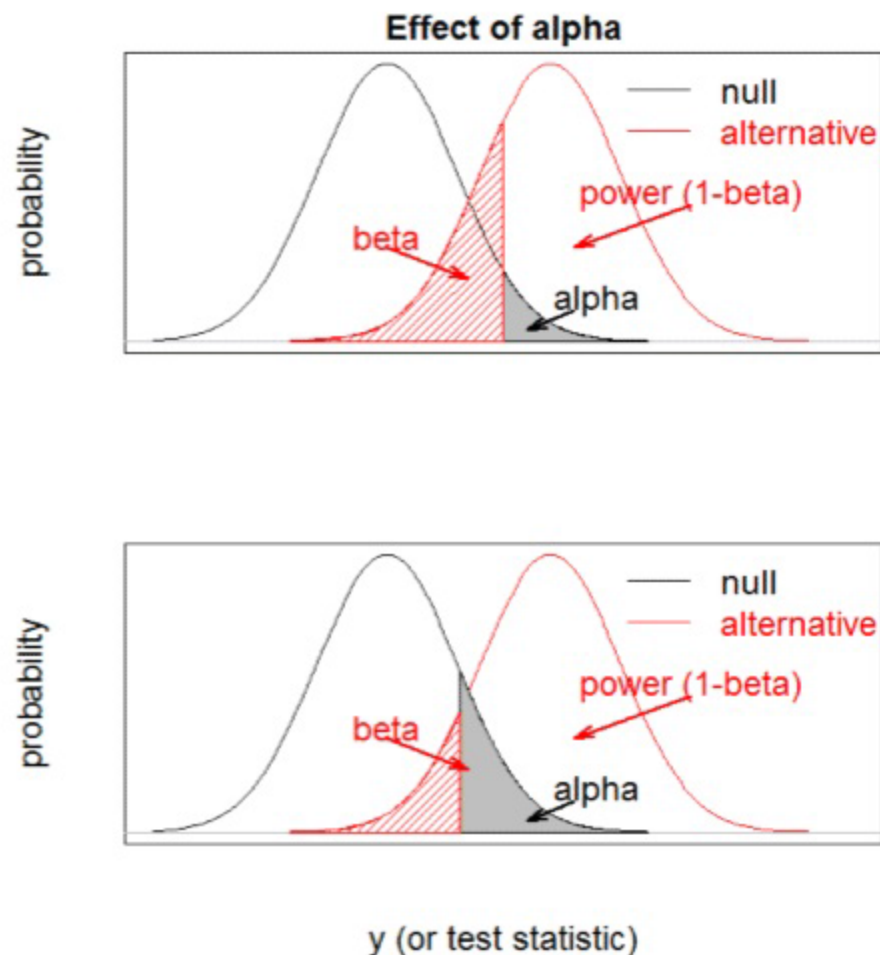 Effect of alpha
probability
null
alternative
power (1-beta)
beta
alpha
probability
null
alternative
power (1-beta)
beta
alpha
y (or test statistic)